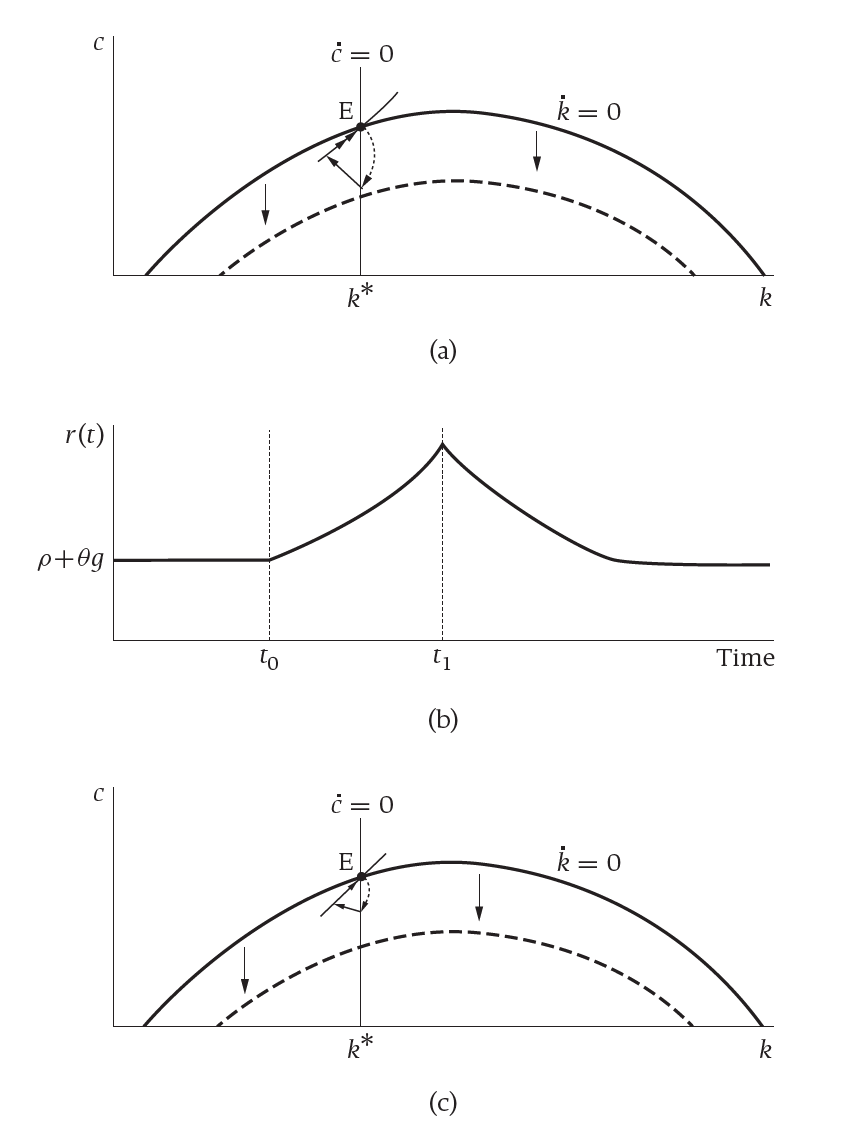 c
ċ = 0
E
k̇ = 0
k*
k
(a)
r(t)
ρ+θg
t₀
t₁
Time
(b)
c
ċ = 0
E
k̇ = 0
k*
k
(c)